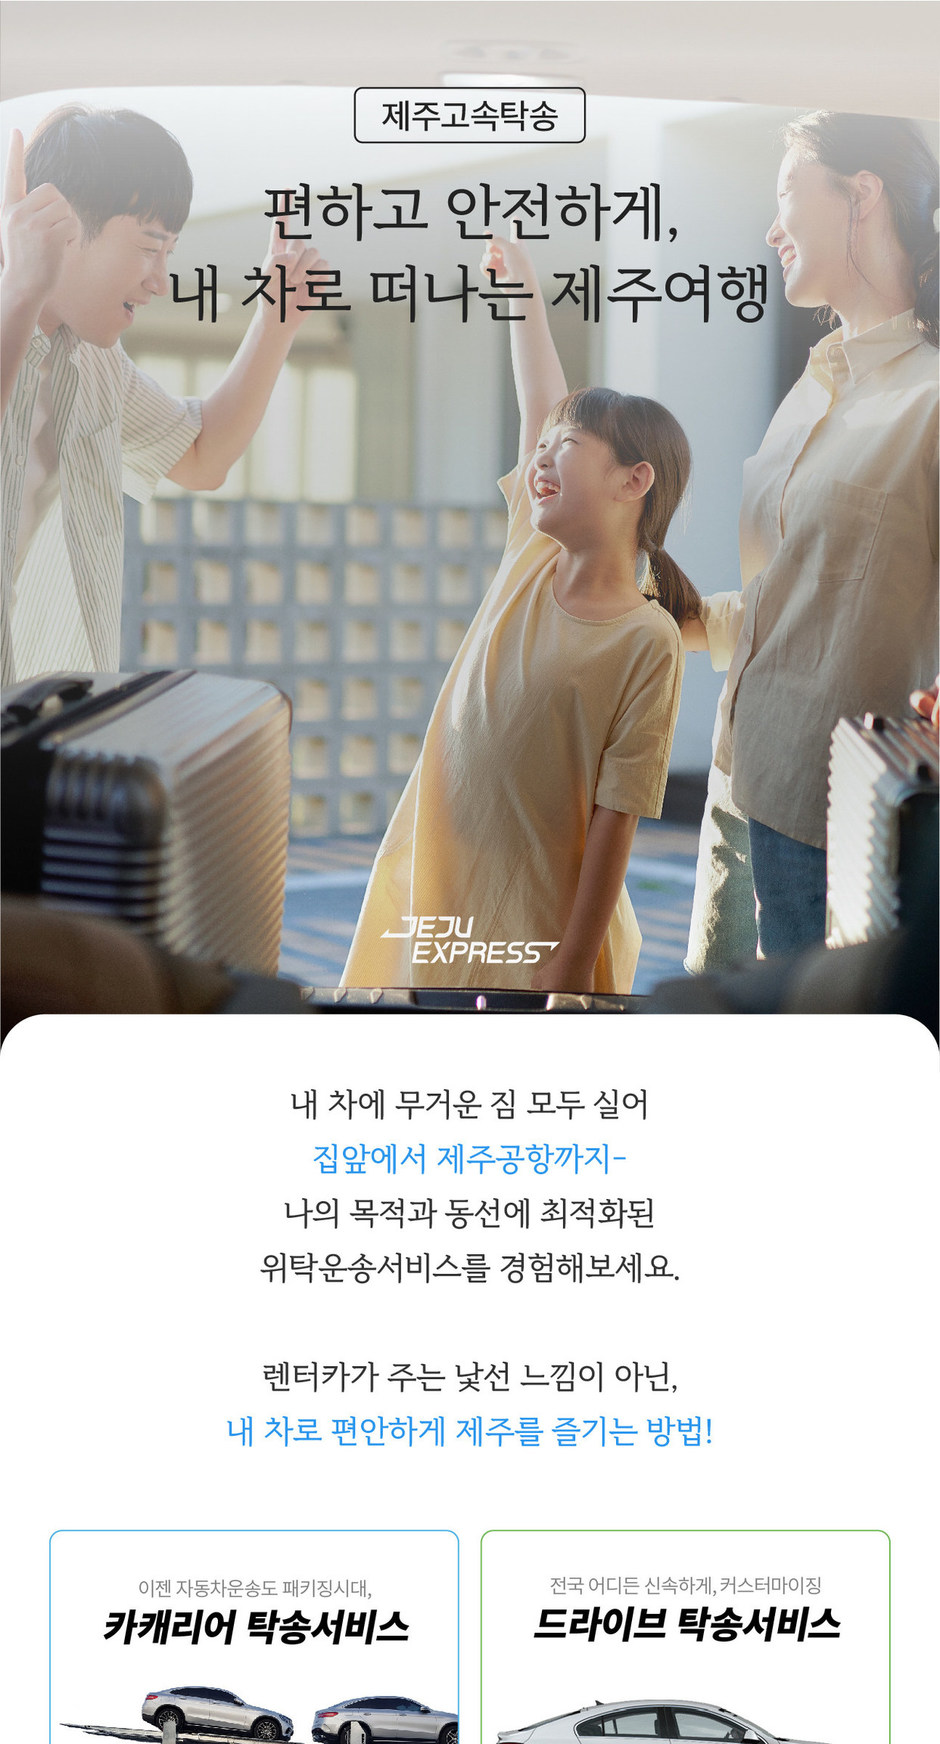 제주고속탁송
편하고 안전하게,
내 차로 떠나는 제주여행
JEJU
EXPRESS
내 차에 무거운 짐 모두 실어
집앞에서 제주공항까지-
나의 목적과 동선에 최적화된
위탁운송서비스를 경험해보세요.
렌터카가 주는 낯선 느낌이 아닌,
내 차로 편안하게 제주를 즐기는 방법!
이젠 자동차운송도 패키징시대,
카캐리어 탁송서비스
전국 어디든 신속하게, 커스터마이징
드라이브 탁송서비스